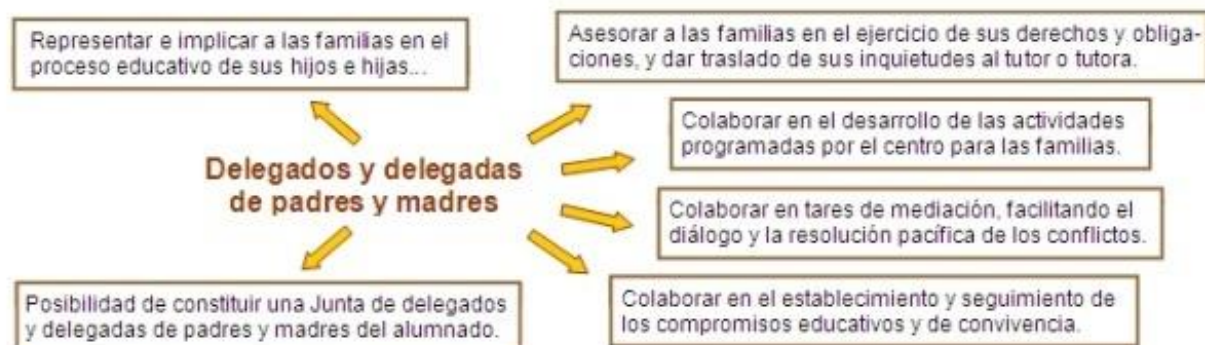 Representar e implicar a las familias en el
proceso educativo de sus hijos e hijas...
Asesorar a las familias en el ejercicio de sus derechos y obliga-
ciones, y dar traslado de sus inquietudes al tutor o tutora.
Colaborar en el desarrollo de las actividades
programadas por el centro para las familias.
Delegados y delegadas
de padres y madres
Colaborar en tares de mediación, facilitando el
diálogo y la resolución pacífica de los conflictos.
Posibilidad de constituir una Junta de delegados
y delegadas de padres y madres del alumnado.
Colaborar en el establecimiento y seguimiento de
los compromisos educativos y de convivencia.